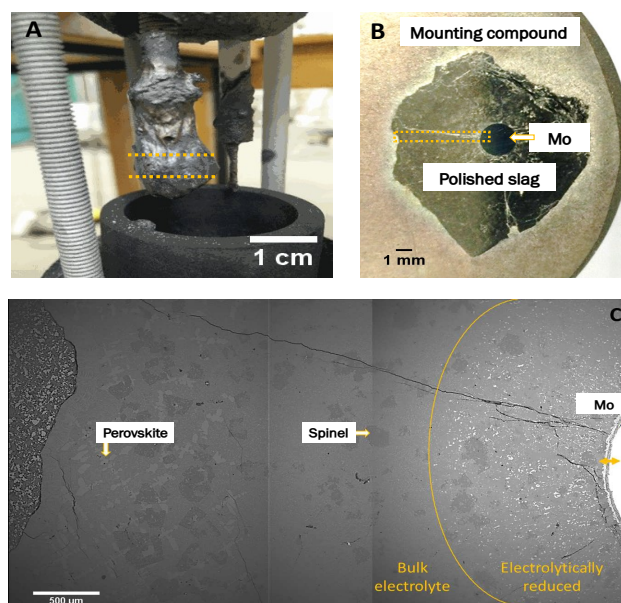 A
1 cm
B
Mounting compound
Mo
Polished slag
1 mm
C
Mo
Perovskite
Spinel
Bulk
electrolyte
Electrolytically
reduced
500 µm